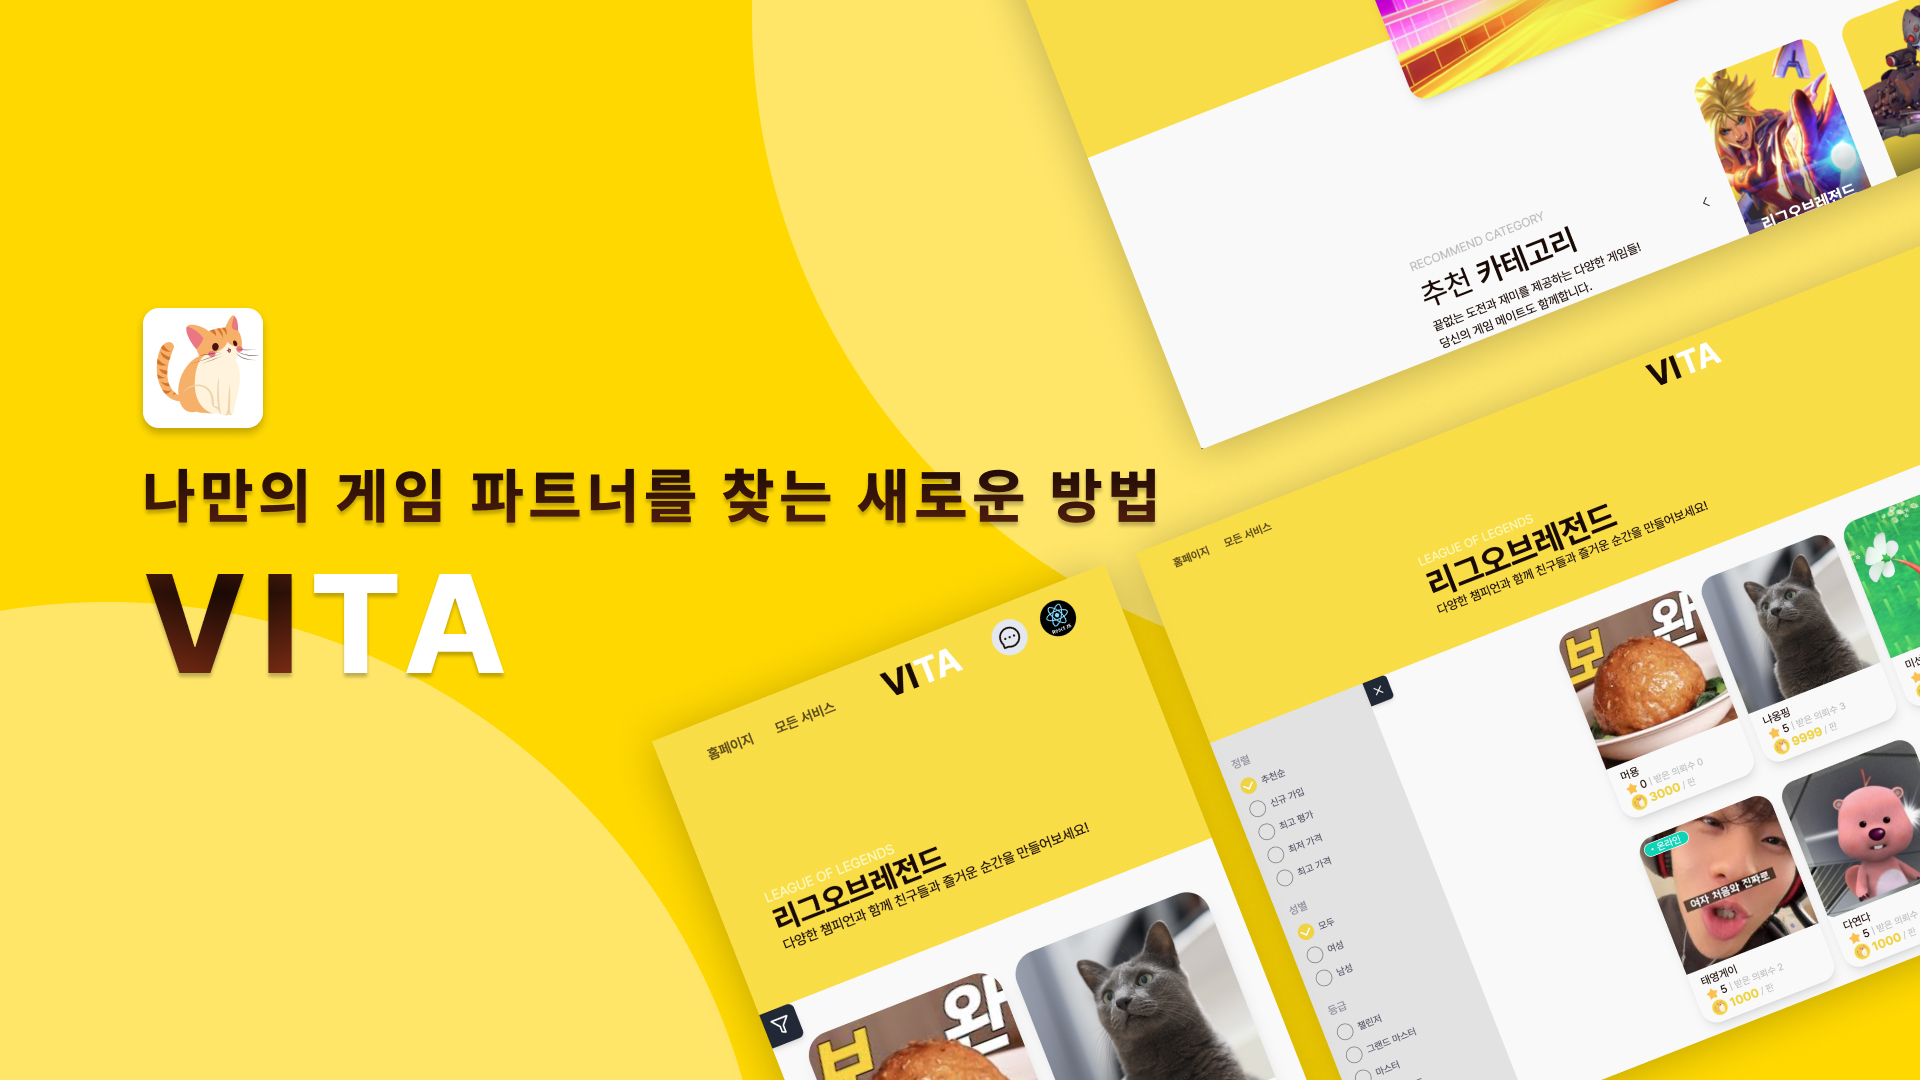 나만의 게임 파트너를 찾는 새로운 방법
VITA
RECOMMEND CATEGORY
추천 카테고리
끝없는 도전과 재미를 제공하는 다양한 게임들!
당신의 게임 메이트도 함께합니다.
리그오브레전드
VITA
홈페이지
모든 서비스
LEAGUE OF LEGENDS
리그오브레전드
다양한 챔피언과 함께 친구들과 즐거운 순간을 만들어보세요!
정렬
추천순
신규 가입
최고 평가
최저 가격
최고 가격
성별
모두
여성
남성
등급
챌린저
그랜드 마스터
마스터
보
완
머용
0 | 받은 의뢰수 0
3000 / 판
나옹핑
5 | 받은 의뢰수 3
9999 / 판
미션
온라인
여자 처음와 진짜로
태영게이
5 | 받은 의뢰수 2
1000 / 판
다연다
5 | 받은 의뢰수
1000 / 판
VITA
React JS
홈페이지
모든 서비스
LEAGUE OF LEGENDS
리그오브레전드
다양한 챔피언과 함께 친구들과 즐거운 순간을 만들어보세요!
보
완